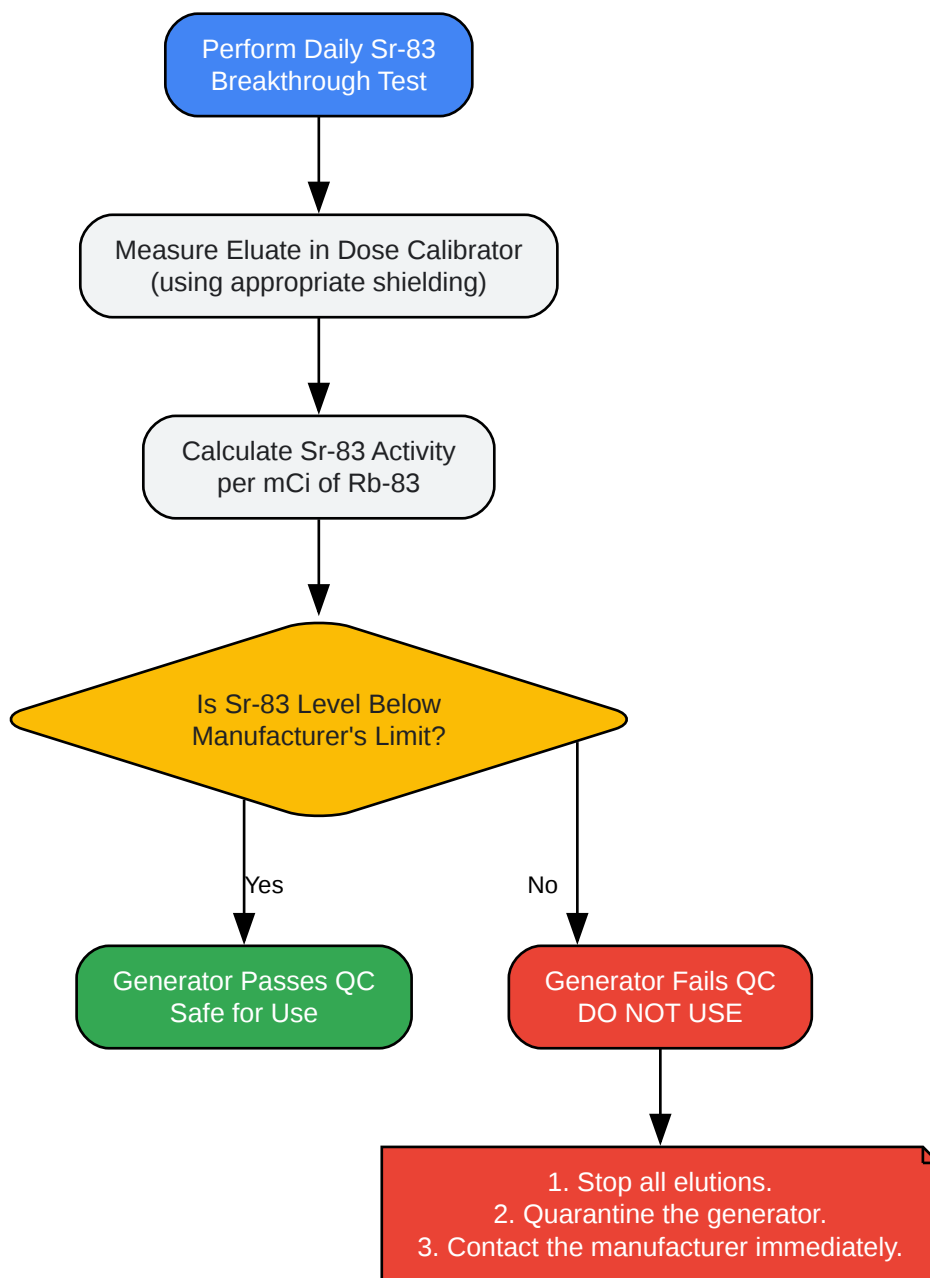 Perform Daily Sr-83
Breakthrough Test
Measure Eluate in Dose Calibrator
(using appropriate shielding)
Calculate Sr-83 Activity
per mCi of Rb-83
Is Sr-83 Level Below
Manufacturer's Limit?
Yes
No
Generator Passes QC
Safe for Use
Generator Fails QC
DO NOT USE
1. Stop all elutions.
2. Quarantine the generator.
3. Contact the manufacturer immediately.